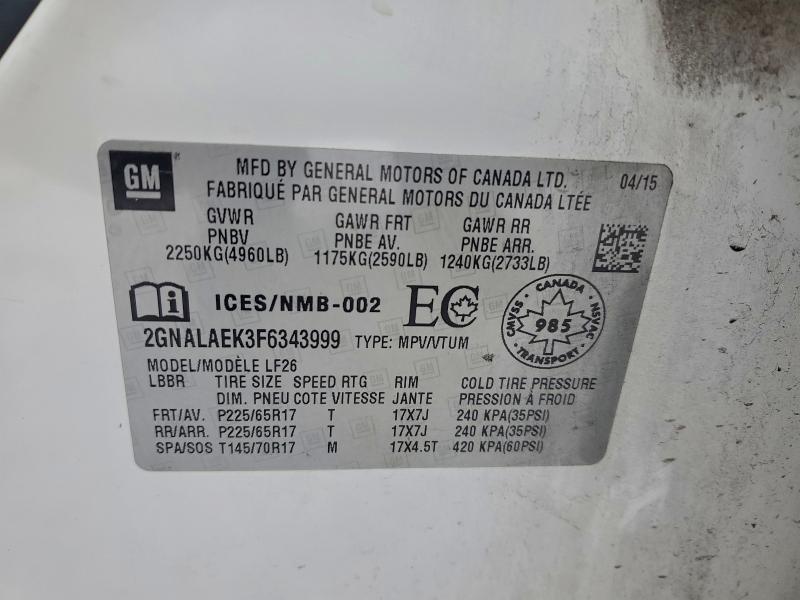 GM
MFD BY GENERAL MOTORS OF CANADA LTD.
04/15
FABRIQUÉ PAR GENERAL MOTORS DU CANADA LTÉE
GVWR GAWR FRT GAWR RR
PNBV PNBE AV. PNBE ARR.
2250KG(4960LB) 1175KG(2590LB) 1240KG(2733LB)
i ICES/NMB-002 EC
CANADA
CMVSS 985 NSVAC
TRANSPORT
2GNALAEK3F6343999 TYPE: MPV/VTUM
MODEL/MODÈLE LF26
LBBR TIRE SIZE SPEED RTG RIM COLD TIRE PRESSURE
DIM. PNEU COTE VITESSE JANTE PRESSION À FROID
FRT/AV. P225/65R17 T 17X7J 240 KPA(35PSI)
RR/ARR. P225/65R17 T 17X7J 240 KPA(35PSI)
SPA/SOS T145/70R17 M 17X4.5T 420 KPA(60PSI)